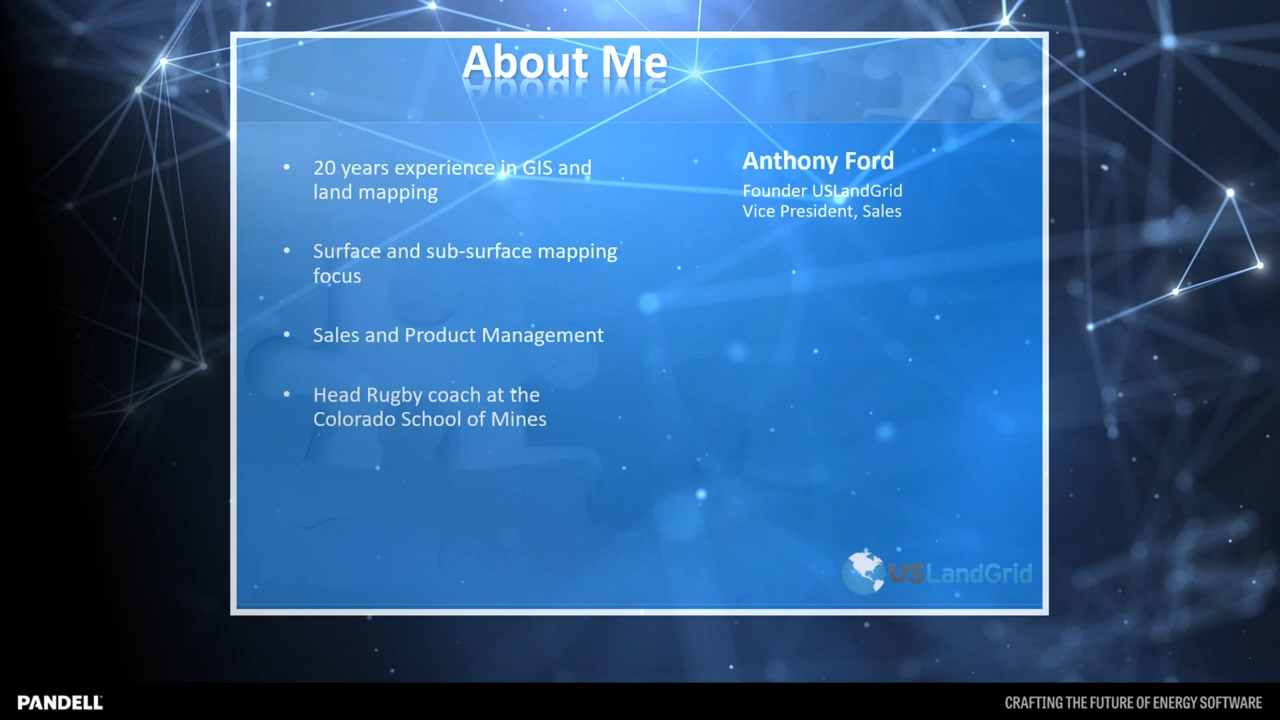 About Me
• 20 years experience in GIS and
land mapping
• Surface and sub-surface mapping
focus
• Sales and Product Management
• Head Rugby coach at the
Colorado School of Mines
Anthony Ford
Founder USLandGrid
Vice President, Sales
USLandGrid
PANDELL
CRAFTING THE FUTURE OF ENERGY SOFTWARE